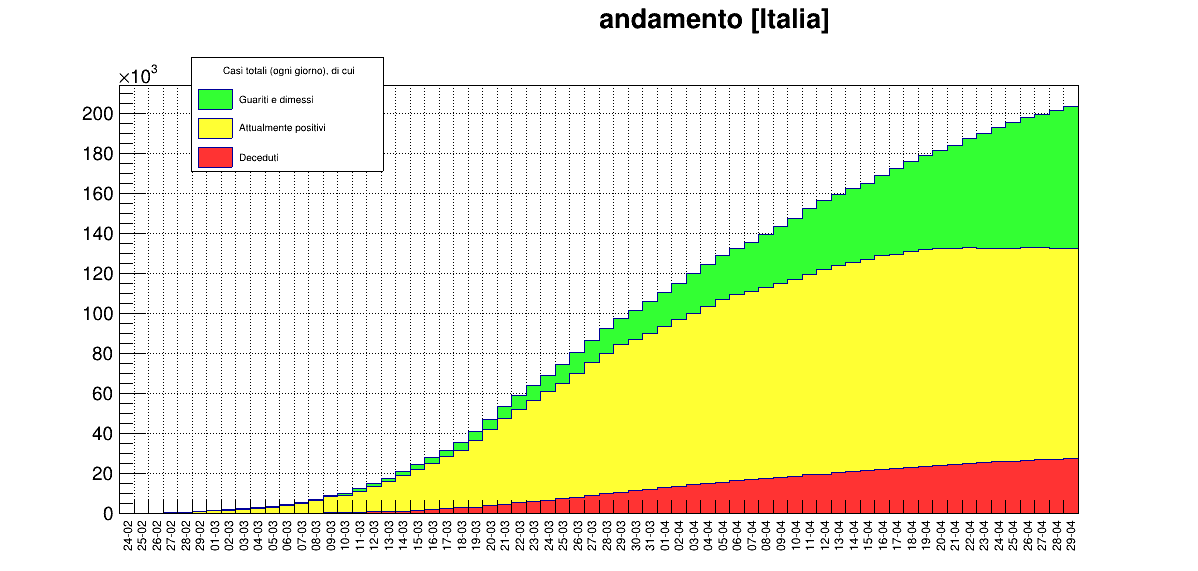 andamento [Italia]
×10³
Casi totali (ogni giorno), di cui
Guariti e dimessi
Attualmente positivi
Deceduti
200
180
160
140
120
100
80
60
40
20
0
24-02 25-02 26-02 27-02 28-02 29-02 01-03 02-03 03-03 04-03 05-03 06-03 07-03 08-03 09-03 10-03 11-03 12-03 13-03 14-03 15-03 16-03 17-03 18-03 19-03 20-03 21-03 22-03 23-03 24-03 25-03 26-03 27-03 28-03 29-03 30-03 31-03 01-04 02-04 03-04 04-04 05-04 06-04 07-04 08-04 09-04 10-04 11-04 12-04 13-04 14-04 15-04 16-04 17-04 18-04 19-04 20-04 21-04 22-04 23-04 24-04 25-04 26-04 27-04 28-04 29-04